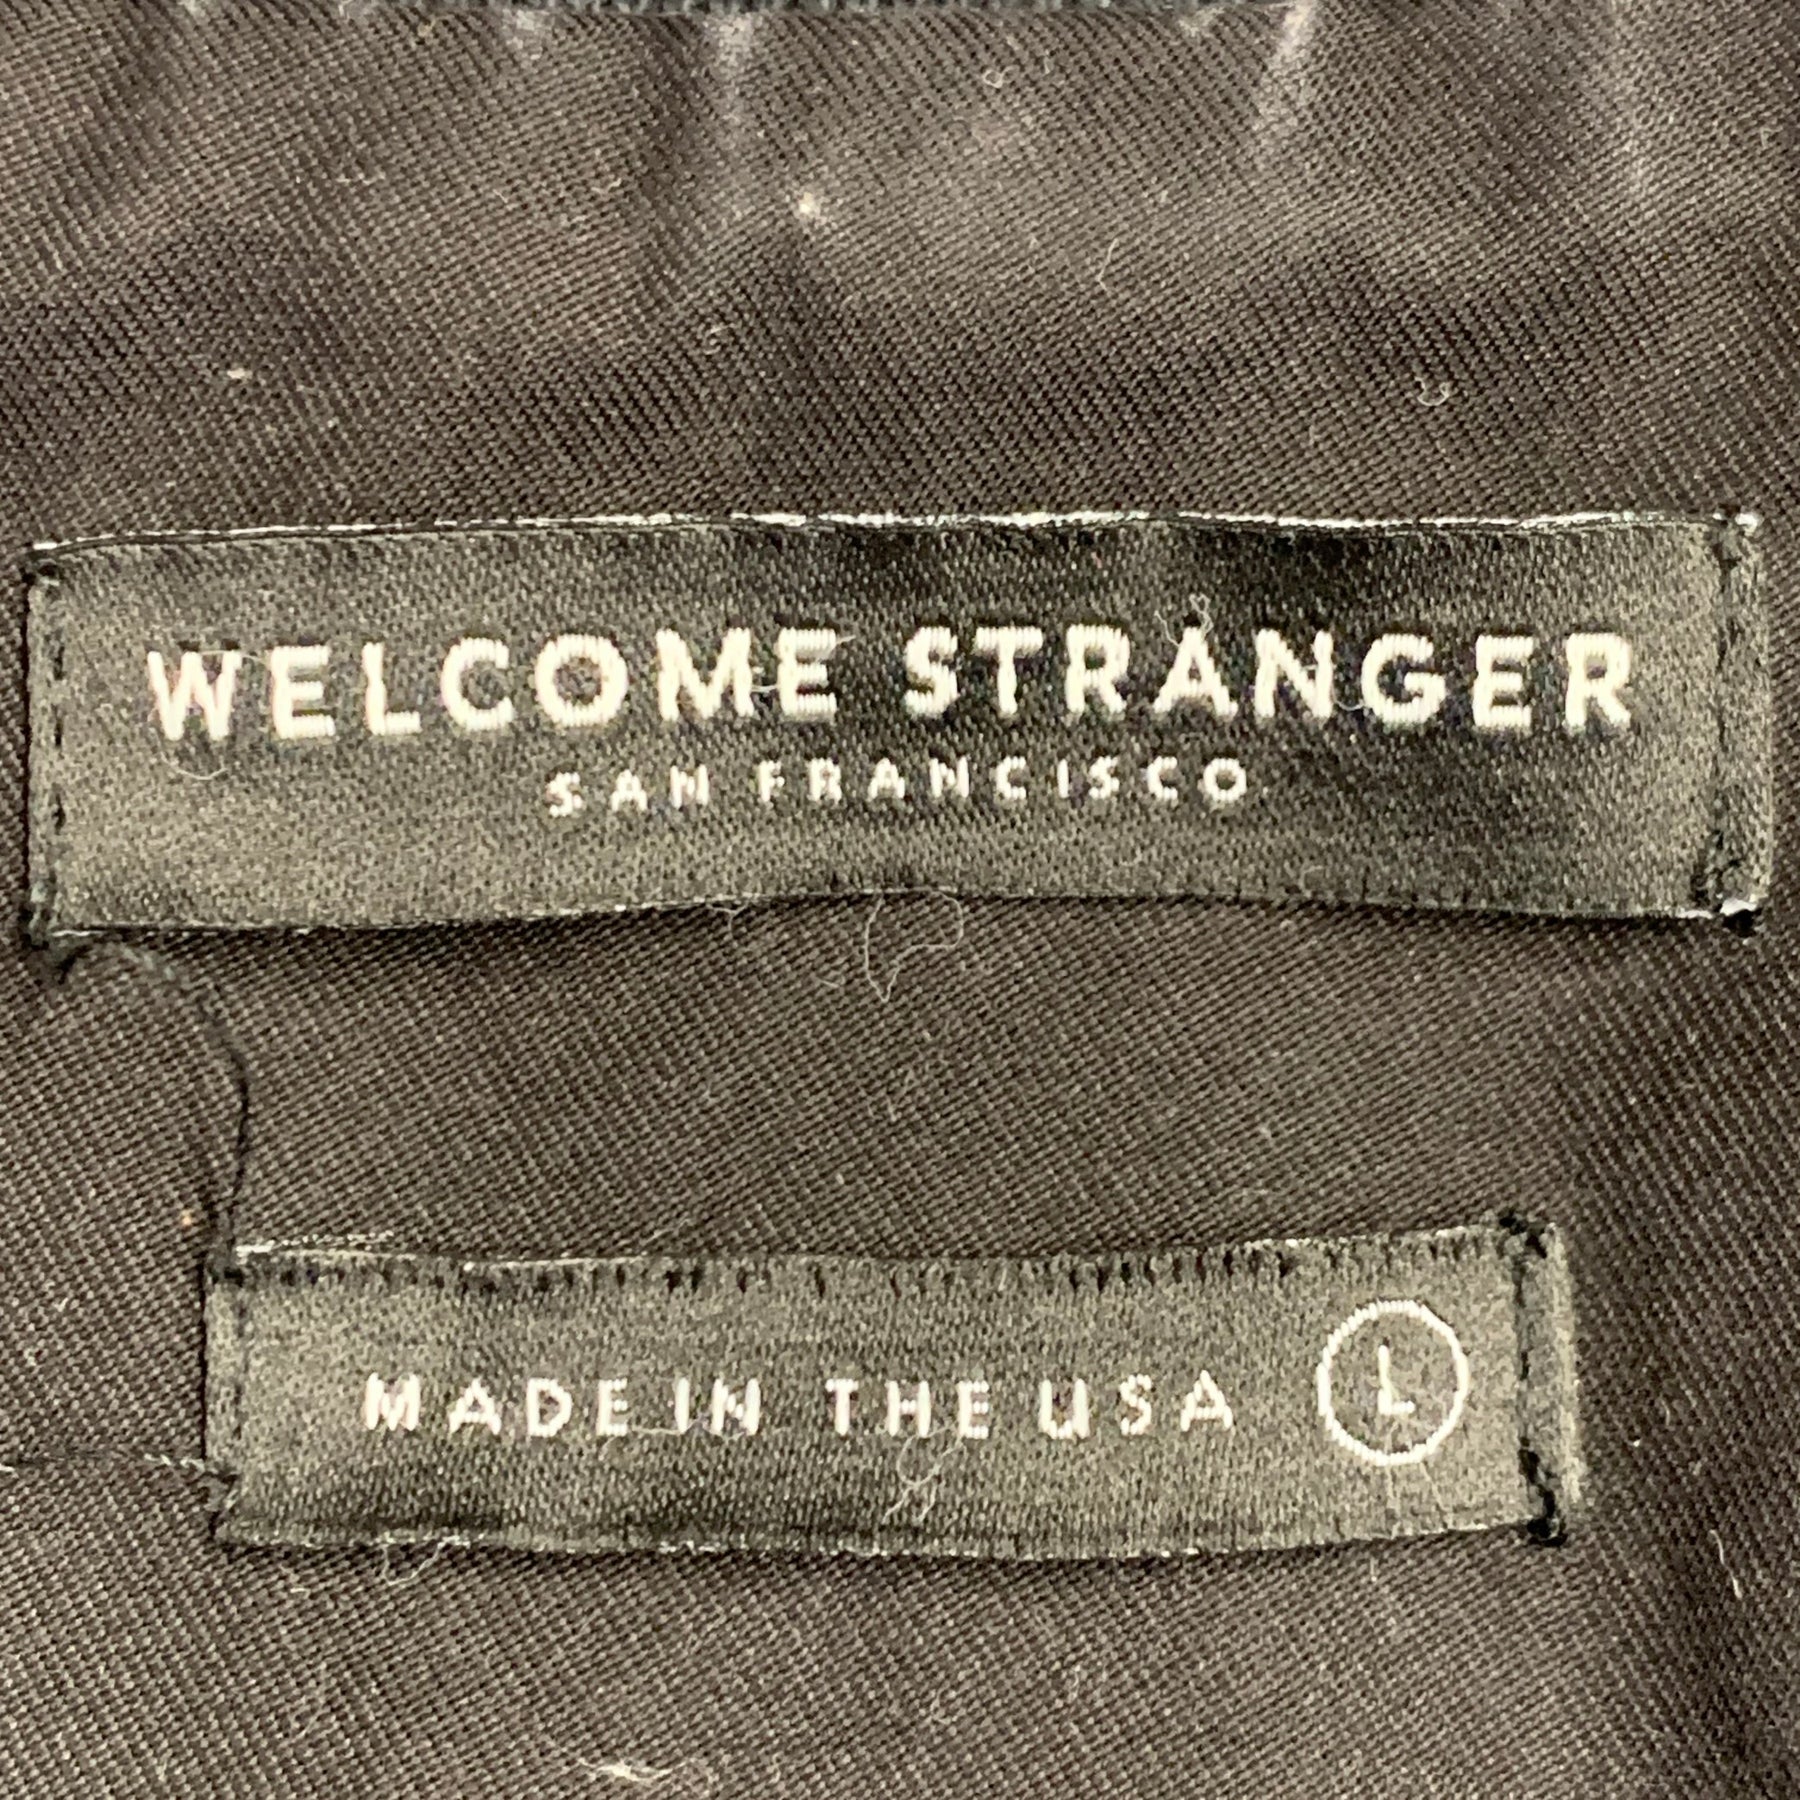 WELCOME STRANGER
SAN FRANCISCO
MADE IN THE USA L